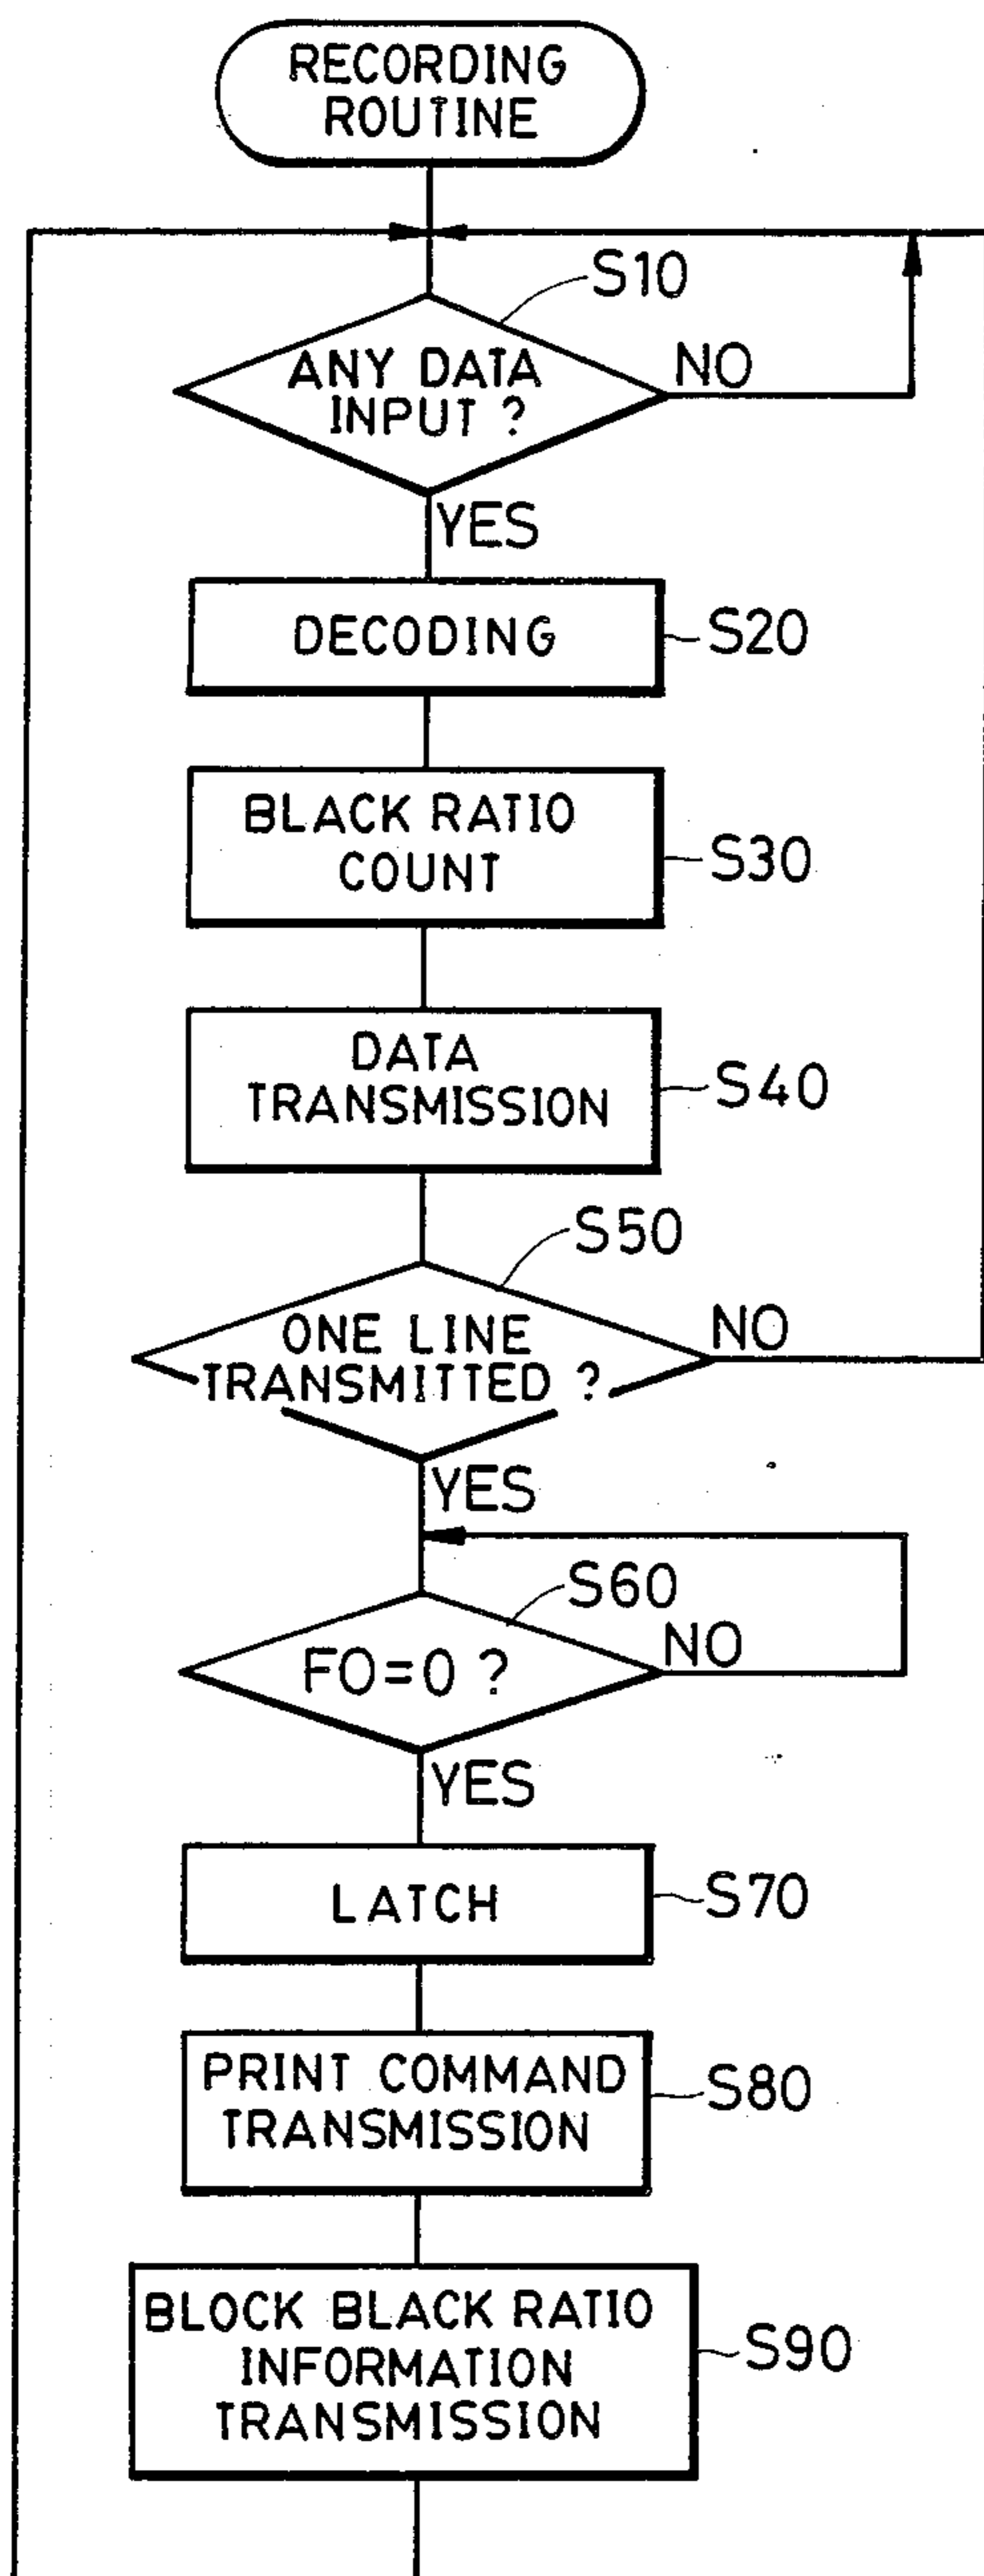 RECORDING
ROUTINE
S10
ANY DATA
INPUT ?
NO
YES
DECODING
S20
BLACK RATIO
COUNT
S30
DATA
TRANSMISSION
S40
S50
ONE LINE
TRANSMITTED ?
NO
YES
S60
FO=0 ?
NO
YES
LATCH
S70
PRINT COMMAND
TRANSMISSION
S80
BLOCK BLACK RATIO
INFORMATION
TRANSMISSION
S90